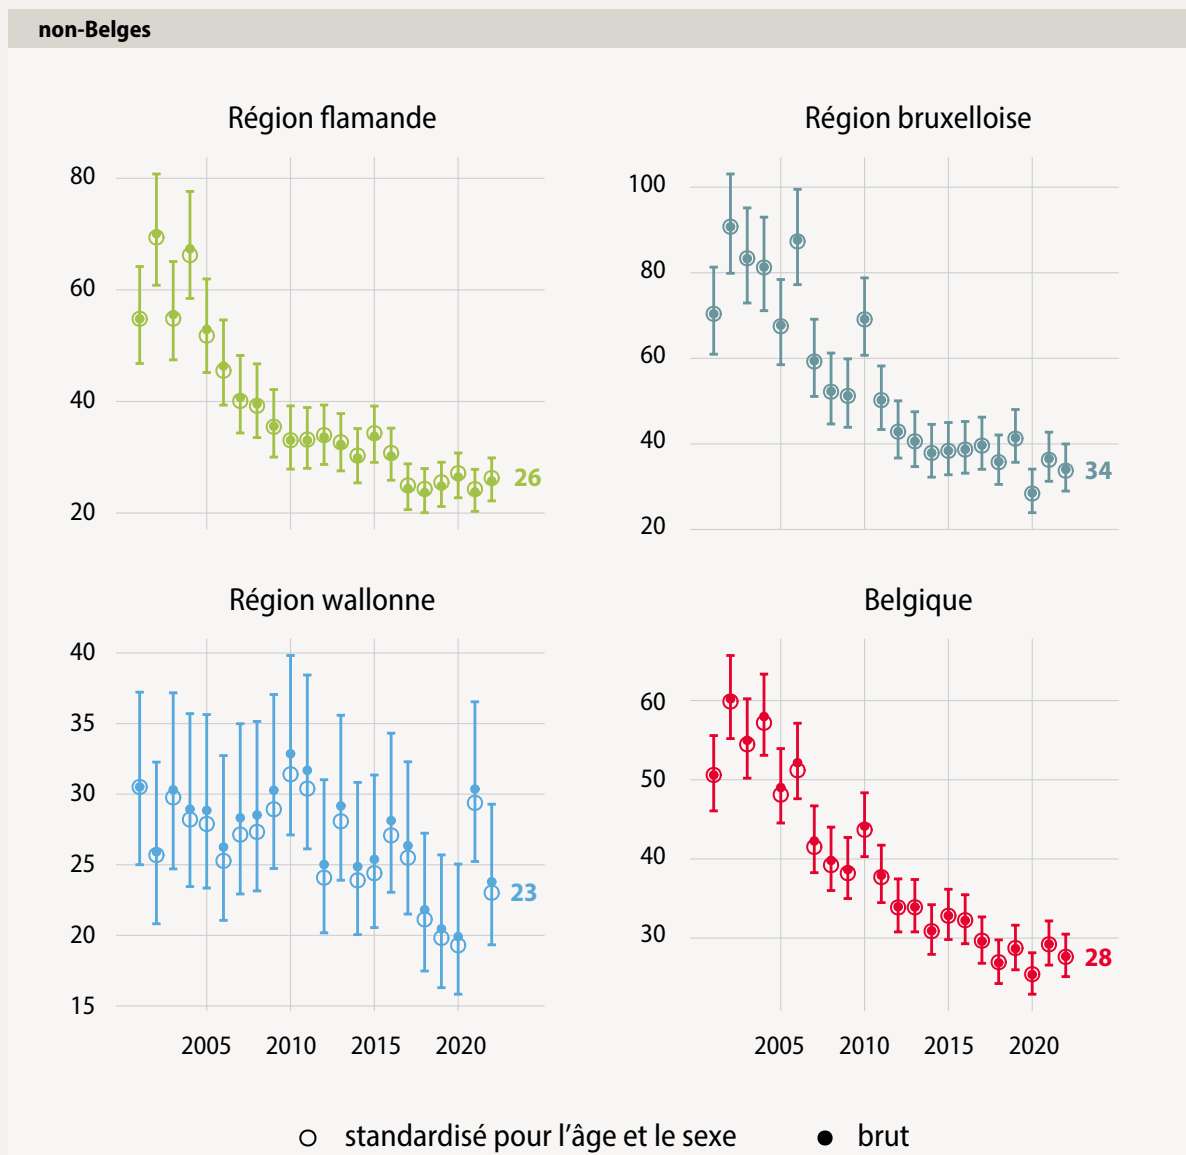 non-Belges
Région flamande
80
60
40
20
26
Région bruxelloise
100
80
60
40
20
34
Région wallonne
40
35
30
25
20
15
23
2005 2010 2015 2020
Belgique
60
50
40
30
28
2005 2010 2015 2020
standardisé pour l'âge et le sexe brut